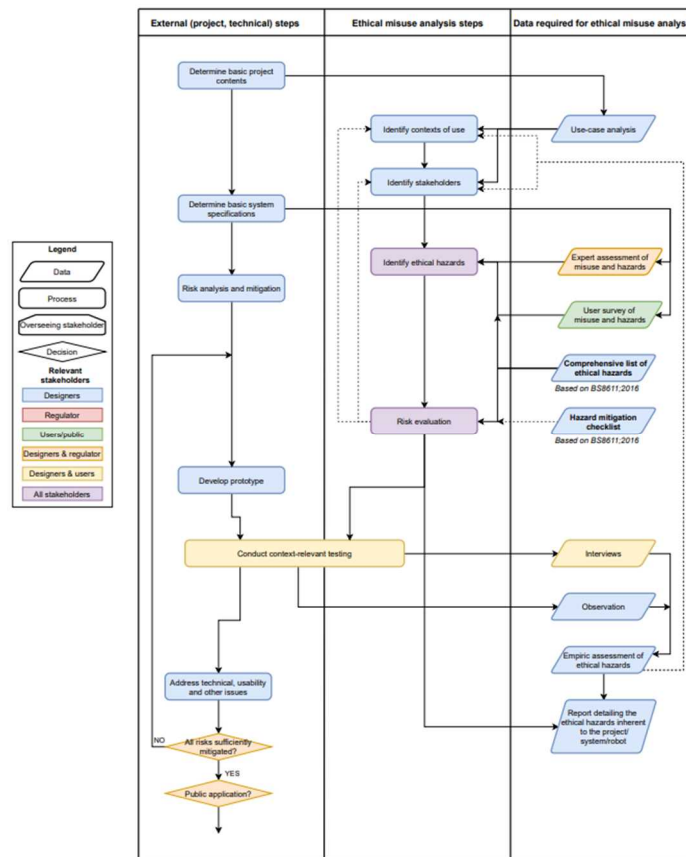 External (project, technical) steps
Ethical misuse analysis steps
Data required for ethical misuse analys
Determine basic project
contents
Identify contexts of use
Use-case analysis
Identify stakeholders
Determine basic system
specifications
Legend
Data
Process
Overseeing stakeholder
Decision
Relevant
stakeholders
Designers
Regulator
Users/public
Designers & regulator
Designers & users
All stakeholders
Risk analysis and mitigation
Identify ethical hazards
Expert assessment of
misuse and hazards
User survey of
misuse and hazards
Comprehensive list of
ethical hazards
Based on BS8611;2016
Risk evaluation
Hazard mitigation
checklist
Based on BS8611;2016
Develop prototype
Conduct context-relevant testing
Interviews
Observation
Empiric assessment of
ethical hazards
Address technical, usability
and other issues
Report detailing the
ethical hazards inherent
to the project/
system/robot
NO
All risks sufficiently
mitigated?
YES
Public application?